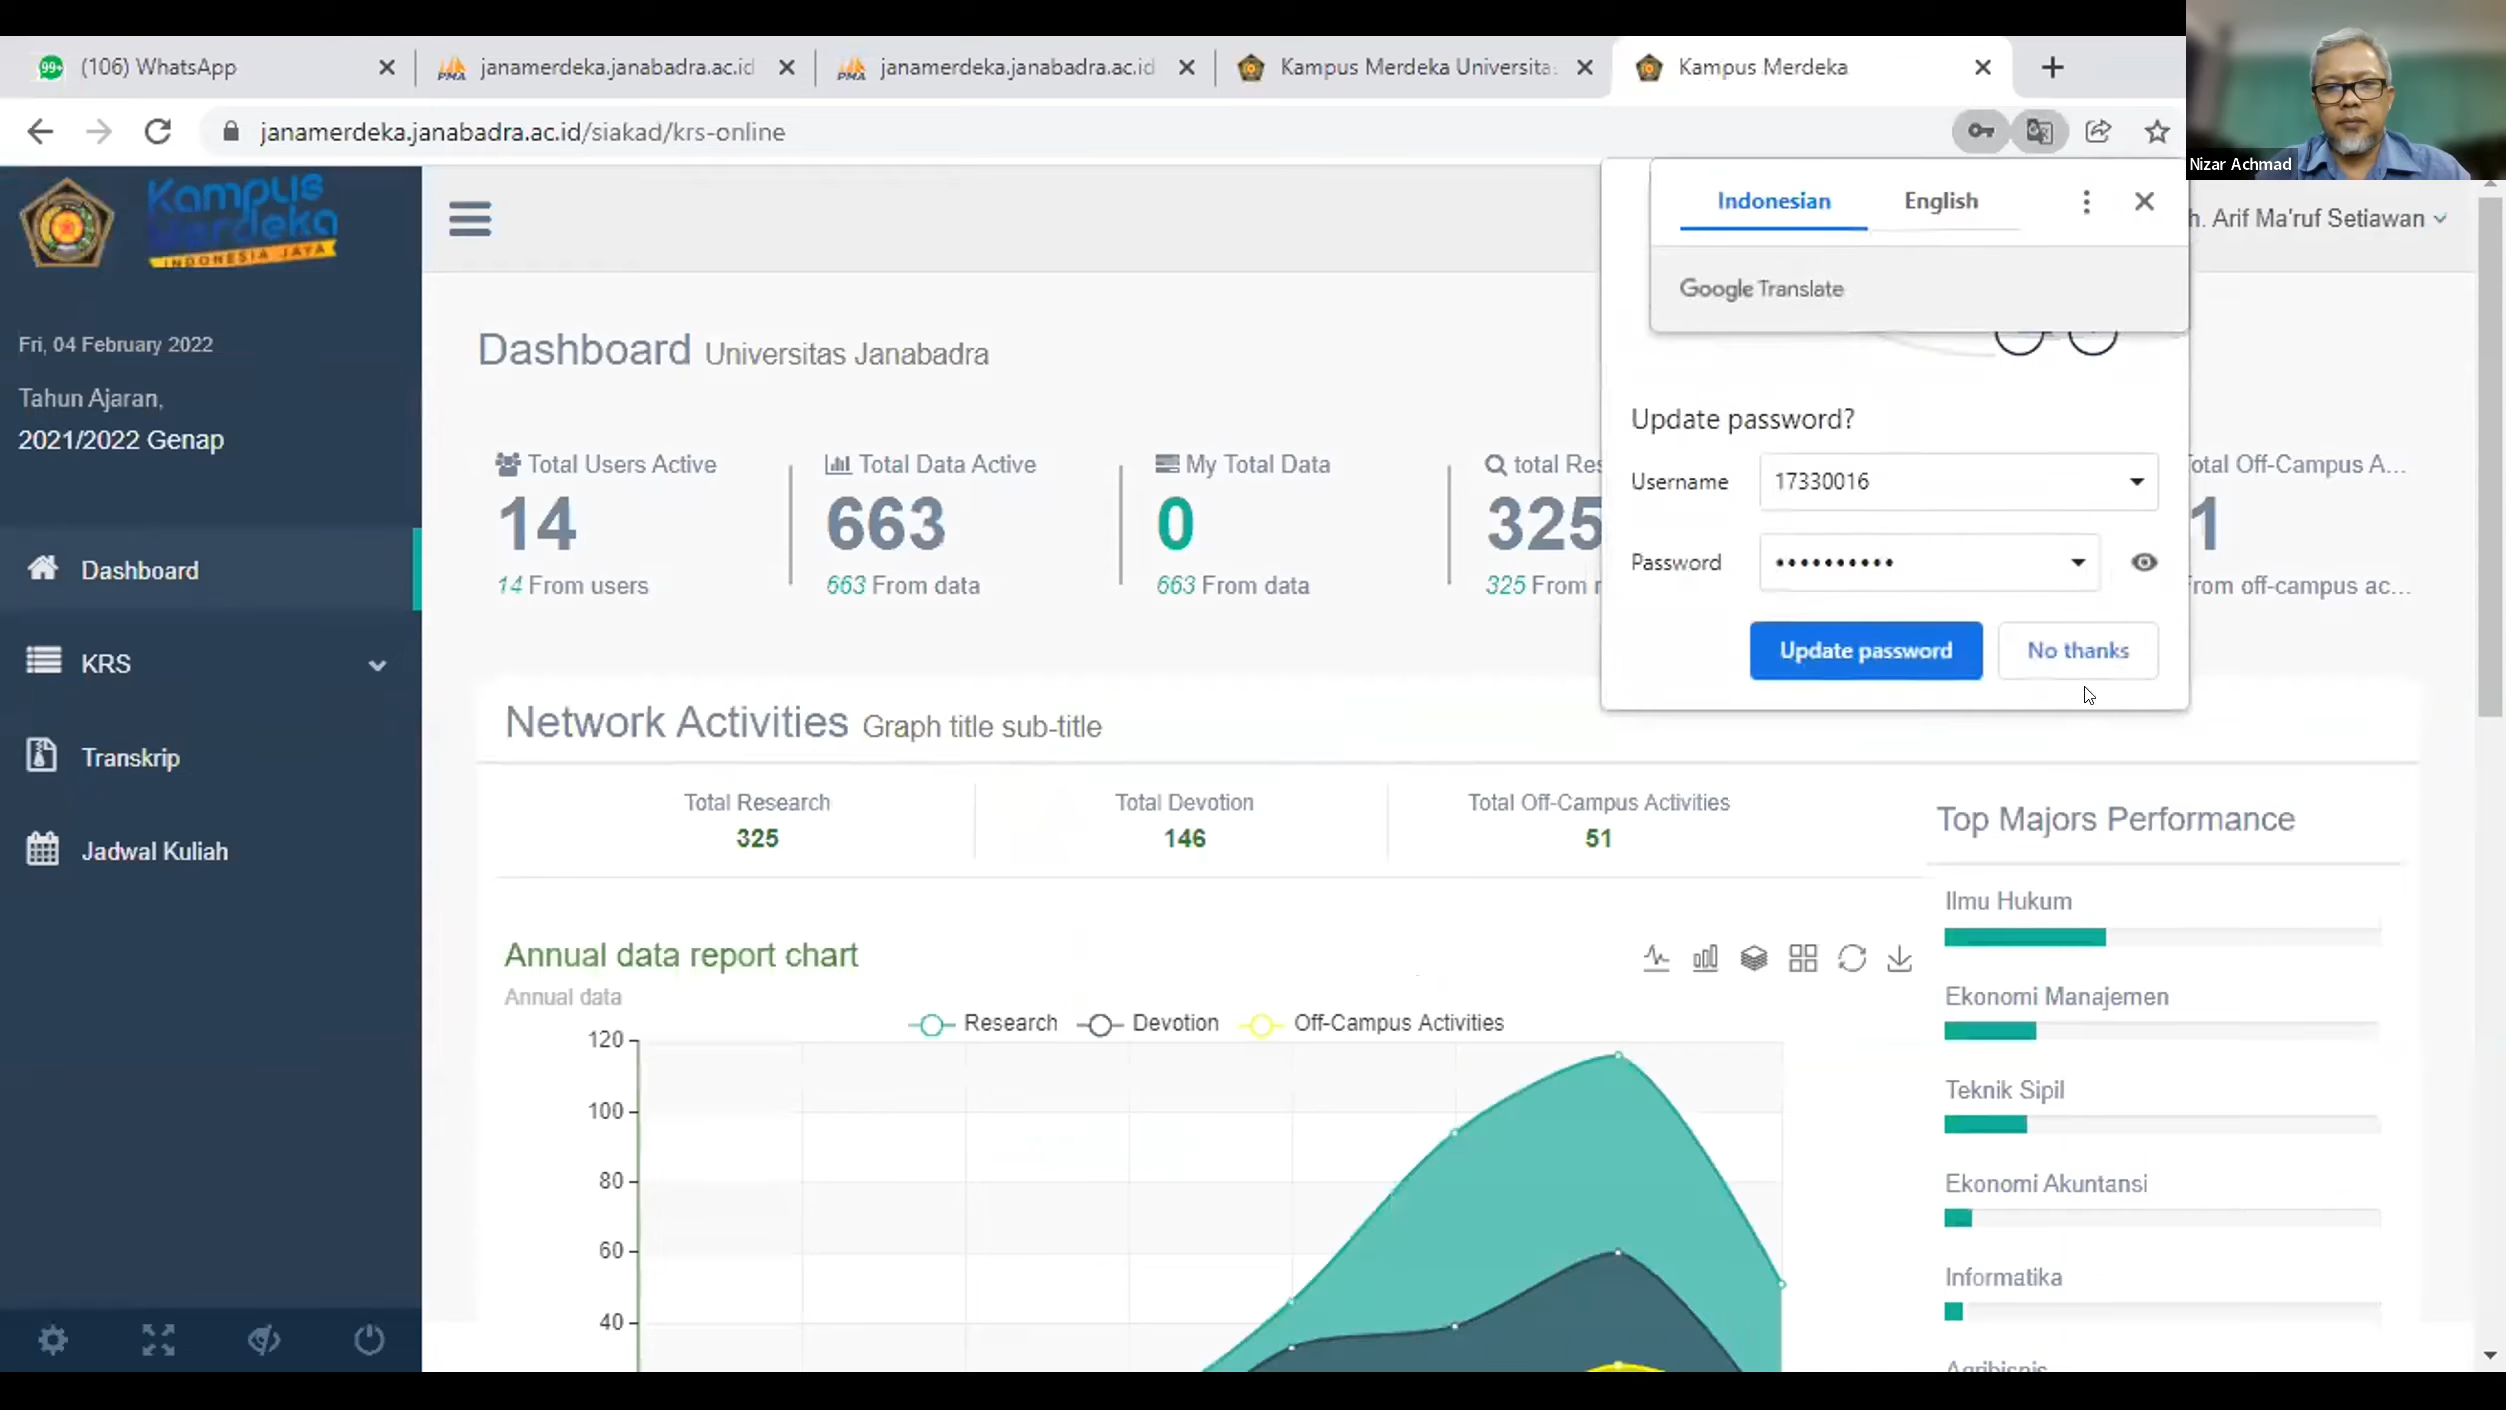 (106) WhatsApp
janamerdeka.janabadra.ac.id
janamerdeka.janabadra.ac.id
Kampus Merdeka Universita
Kampus Merdeka
janamerdeka.janabadra.ac.id/siakad/krs-online
Nizar Achmad
Kampus
Merdeka
INDONESIA JAYA
Indonesian English
Google Translate
h. Arif Ma'ruf Setiawan
Fri, 04 February 2022
Tahun Ajaran,
2021/2022 Genap
Dashboard
KRS
Transkrip
Jadwal Kuliah
Dashboard Universitas Janabadra
Total Users Active
14
14 From users
Total Data Active
663
663 From data
My Total Data
0
663 From data
total Res
325
325 From
otal Off-Campus A...
1
rom off-campus ac...
Update password?
Username 17330016
Password ••••••••••
Update password No thanks
Network Activities Graph title sub-title
Total Research
325
Total Devotion
146
Total Off-Campus Activities
51
Annual data report chart
Annual data
Research Devotion Off-Campus Activities
120
100
80
60
40
Top Majors Performance
Ilmu Hukum
Ekonomi Manajemen
Teknik Sipil
Ekonomi Akuntansi
Informatika
Agribisnis